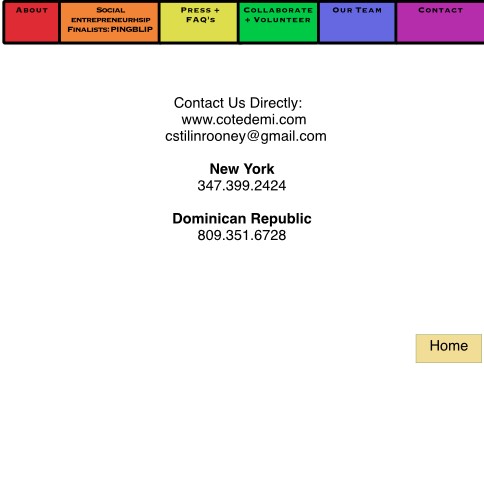 ABOUT
SOCIAL
ENTREPRENEURHSIP
FINALISTS: PINGBLIP
PRESS +
FAQ'S
COLLABORATE
+ VOLUNTEER
OUR TEAM
CONTACT
Contact Us Directly:
www.cotedemi.com
cstilinrooney@gmail.com
New York
347.399.2424
Dominican Republic
809.351.6728
Home